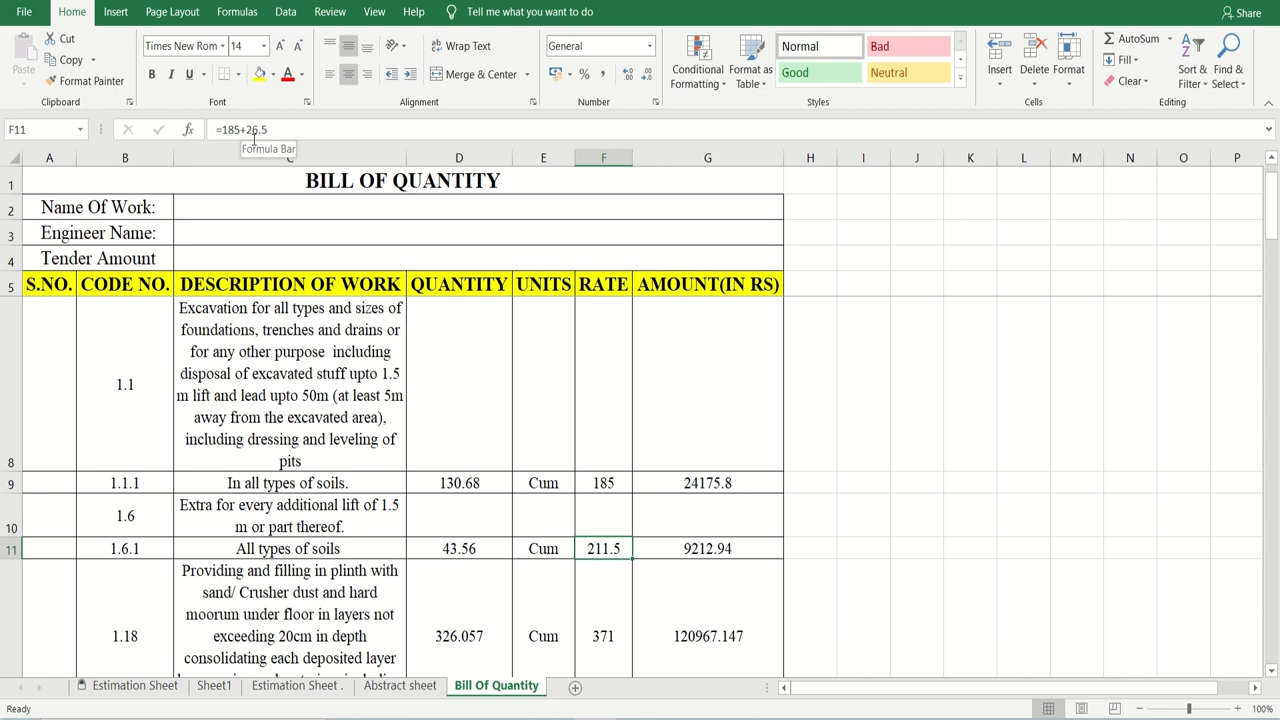 File Home Insert Page Layout Formulas Data Review View Help Tell me what you want to do Share
Paste Cut Copy Format Painter Clipboard
Times New Rom 14 B I U Font
Wrap Text Merge & Center Alignment
General % Number
Conditional Formatting Format as Table Normal Bad Good Neutral Styles
Insert Delete Format Cells
AutoSum Fill Clear Sort & Filter Find & Select Editing
F11 fx =185+26.5
Formula Bar
A B C D E F G H I J K L M N O P
1 BILL OF QUANTITY
2 Name Of Work:
3 Engineer Name:
4 Tender Amount
5 S.NO. CODE NO. DESCRIPTION OF WORK QUANTITY UNITS RATE AMOUNT(IN RS)
Excavation for all types and sizes of
foundations, trenches and drains or
for any other purpose including
disposal of excavated stuff upto 1.5
1.1 m lift and lead upto 50m (at least 5m
away from the excavated area),
including dressing and leveling of
8 pits
9 1.1.1 In all types of soils. 130.68 Cum 185 24175.8
1.6 Extra for every additional lift of 1.5
10 m or part thereof.
11 1.6.1 All types of soils 43.56 Cum 211.5 9212.94
Providing and filling in plinth with
sand/ Crusher dust and hard
moorum under floor in layers not
1.18 exceeding 20cm in depth 326.057 Cum 371 120967.147
consolidating each deposited layer
Estimation Sheet Sheet1 Estimation Sheet . Abstract sheet Bill Of Quantity
Ready 100%